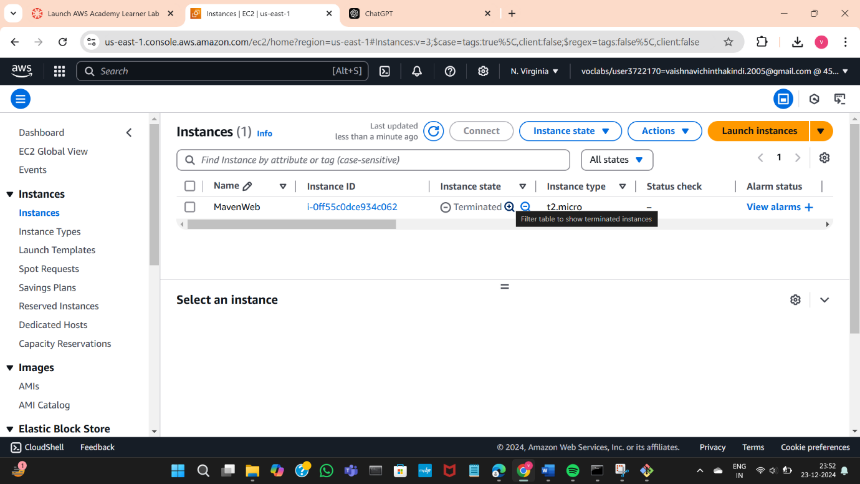 Launch AWS Academy Learner Lab
Instances | EC2 | us-east-1
ChatGPT
us-east-1.console.aws.amazon.com/ec2/home?region=us-east-1#Instances:v=3;$case=tags:true%5C,client:false;$regex=tags:false%5C,client:false
aws
Search [Alt+S]
N. Virginia
voclabs/user3722170=vaishnavichinthakindi.2005@gmail.com @ 45...
Dashboard
EC2 Global View
Events
Instances
Instances
Instance Types
Launch Templates
Spot Requests
Savings Plans
Reserved Instances
Dedicated Hosts
Capacity Reservations
Images
AMIs
AMI Catalog
Elastic Block Store
Instances (1) Info
Last updated
less than a minute ago
Connect
Instance state
Actions
Launch instances
Find Instance by attribute or tag (case-sensitive)
All states
1
Name Instance ID Instance state Instance type Status check Alarm status
MavenWeb i-0ff55c0dce934c062 Terminated t2.micro – View alarms +
Filter table to show terminated instances
Select an instance
CloudShell Feedback
© 2024, Amazon Web Services, Inc. or its affiliates. Privacy Terms Cookie preferences
ENG
IN
23:52
23-12-2024